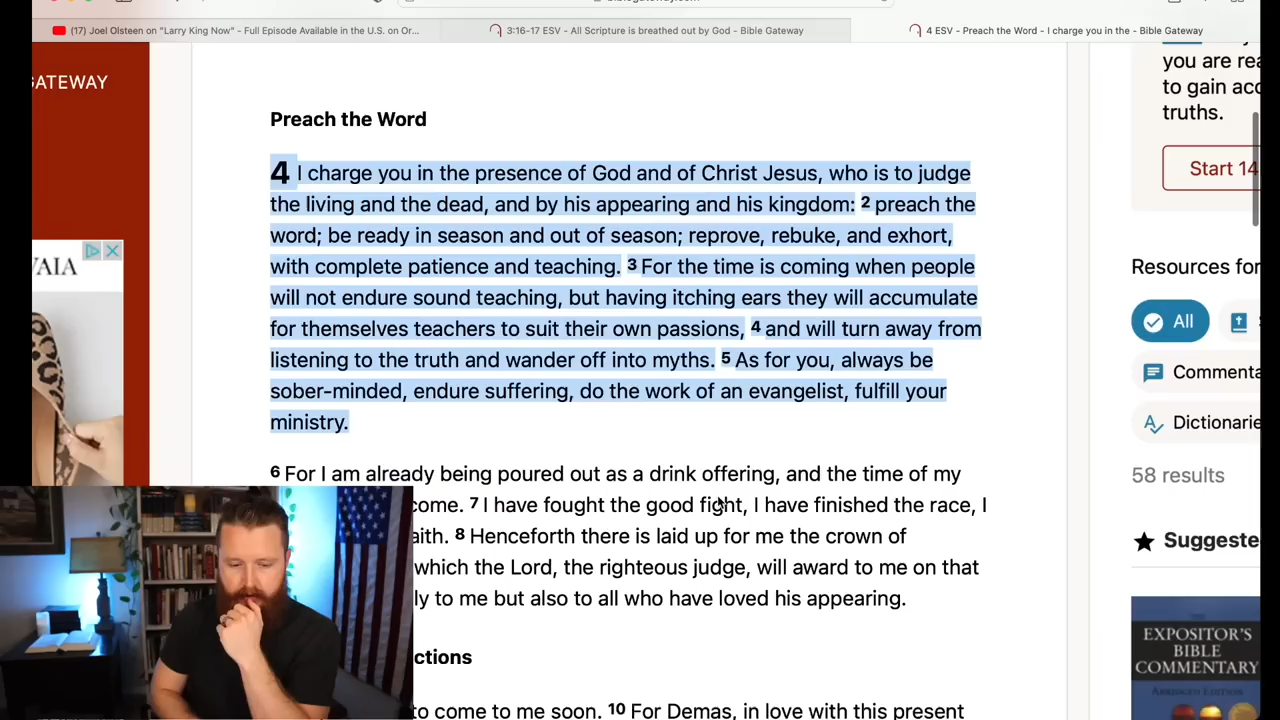 (17) Joel Olsteen on "Larry King Now" - Full Episode Available in the U.S. on Or...
3:16-17 ESV - All Scripture is breathed out by God - Bible Gateway
4 ESV - Preach the Word - I charge you in the - Bible Gateway
GATEWAY
Preach the Word
4 I charge you in the presence of God and of Christ Jesus, who is to judge
the living and the dead, and by his appearing and his kingdom: 2 preach the
word; be ready in season and out of season; reprove, rebuke, and exhort,
with complete patience and teaching. 3 For the time is coming when people
will not endure sound teaching, but having itching ears they will accumulate
for themselves teachers to suit their own passions, 4 and will turn away from
listening to the truth and wander off into myths. 5 As for you, always be
sober-minded, endure suffering, do the work of an evangelist, fulfill your
ministry.
6 For I am already being poured out as a drink offering, and the time of my
come. 7 I have fought the good fight, I have finished the race, I
aith. 8 Henceforth there is laid up for me the crown of
which the Lord, the righteous judge, will award to me on that
ly to me but also to all who have loved his appearing.
ctions
to come to me soon. 10 For Demas, in love with this present
VAIA
you are rea
to gain acc
truths.
Start 14
Resources for
All
Commenta
Dictionarie
58 results
Suggeste
EXPOSITOR'S
BIBLE
COMMENTARY
ABRIDGED EDITION